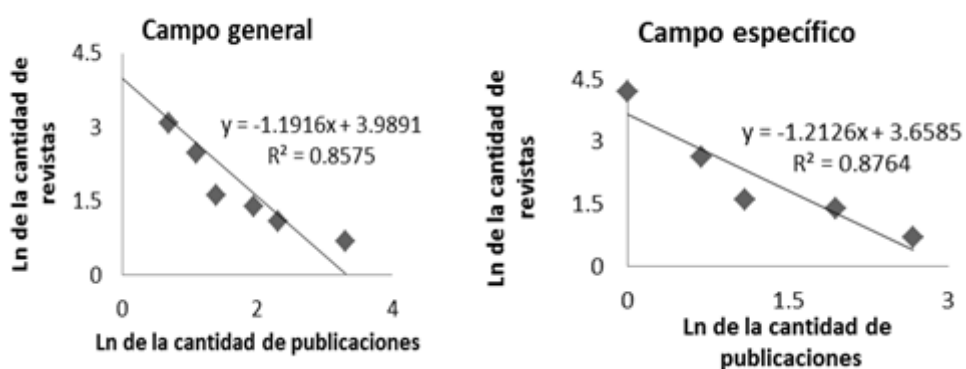 Campo general
Ln de la cantidad de
revistas
4.5
3
1.5
0
y = -1.1916x + 3.9891
R² = 0.8575
0
2
4
Ln de la cantidad de publicaciones
Campo específico
Ln de la cantidad de
revistas
4.5
3
1.5
0
y = -1.2126x + 3.6585
R² = 0.8764
0
1.5
3
Ln de la cantidad de
publicaciones